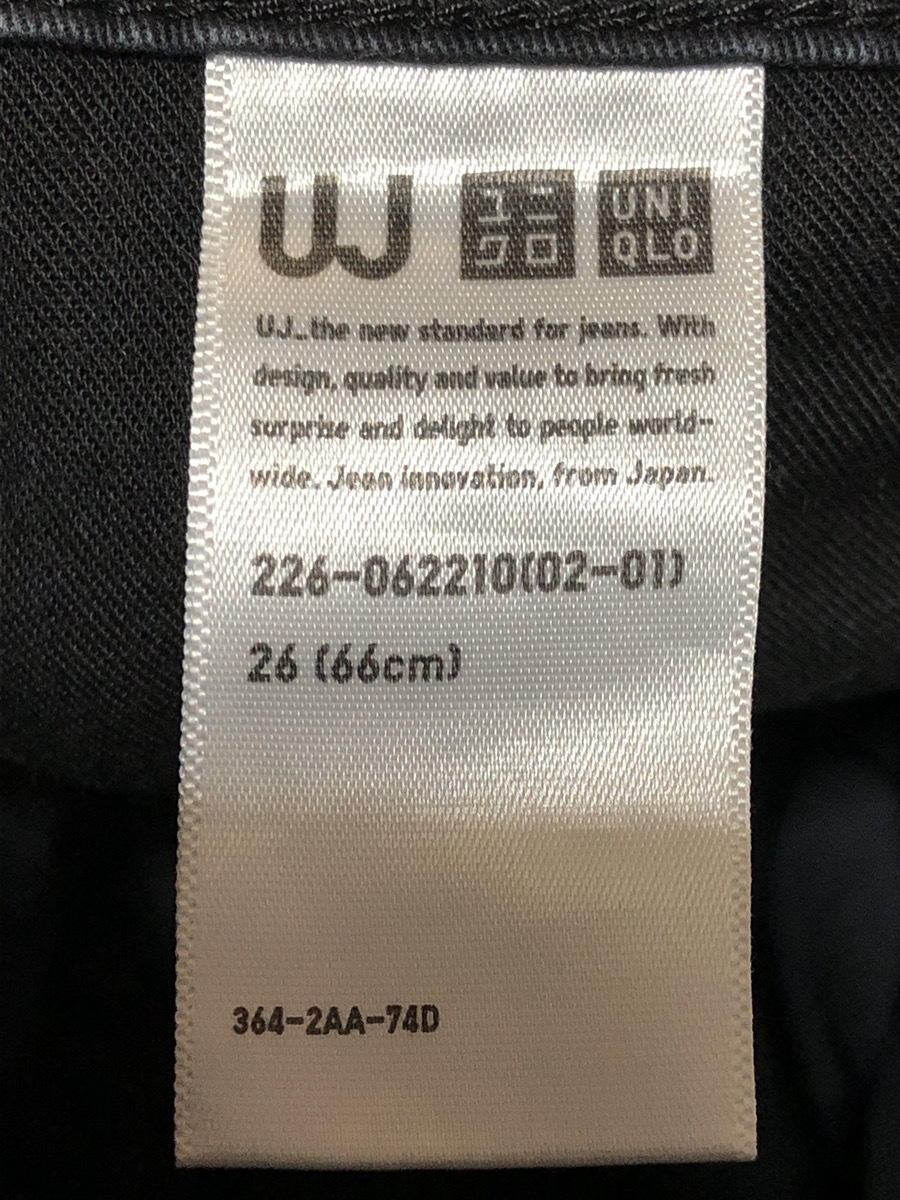 UJ ユニクロ UNIQLO
UJ_the new standard for jeans. With
design, quality and value to bring fresh
surprise and delight to people world-
wide. Jean innovation, from Japan.
226-062210(02-01)
26 (66cm)
364-2AA-74D